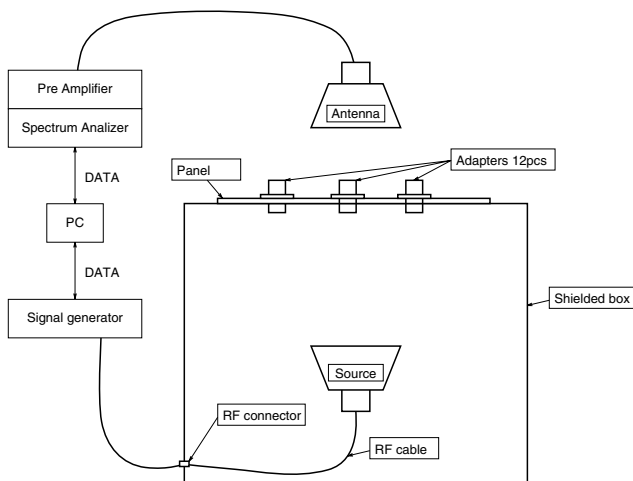 Pre Amplifier
Spectrum Analizer
Antenna
Adapters 12pcs
Panel
DATA
PC
DATA
Signal generator
Shielded box
Source
RF connector
RF cable